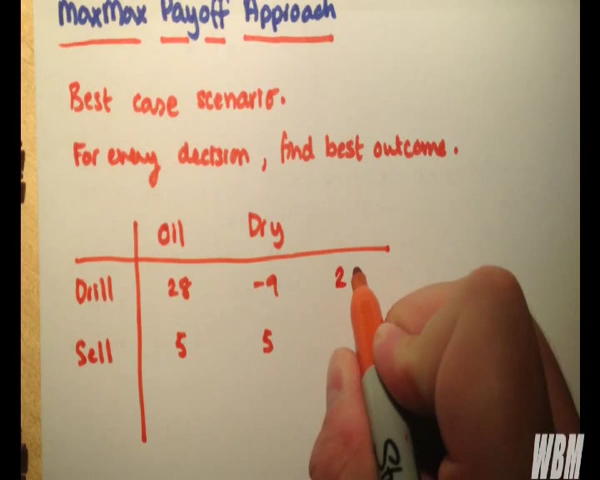 MaxMax Payoff Approach
Best case scenario.
For every decision, find best outcome.
Oil Dry
Drill 28 -9 2
Sell 5 5
WBM